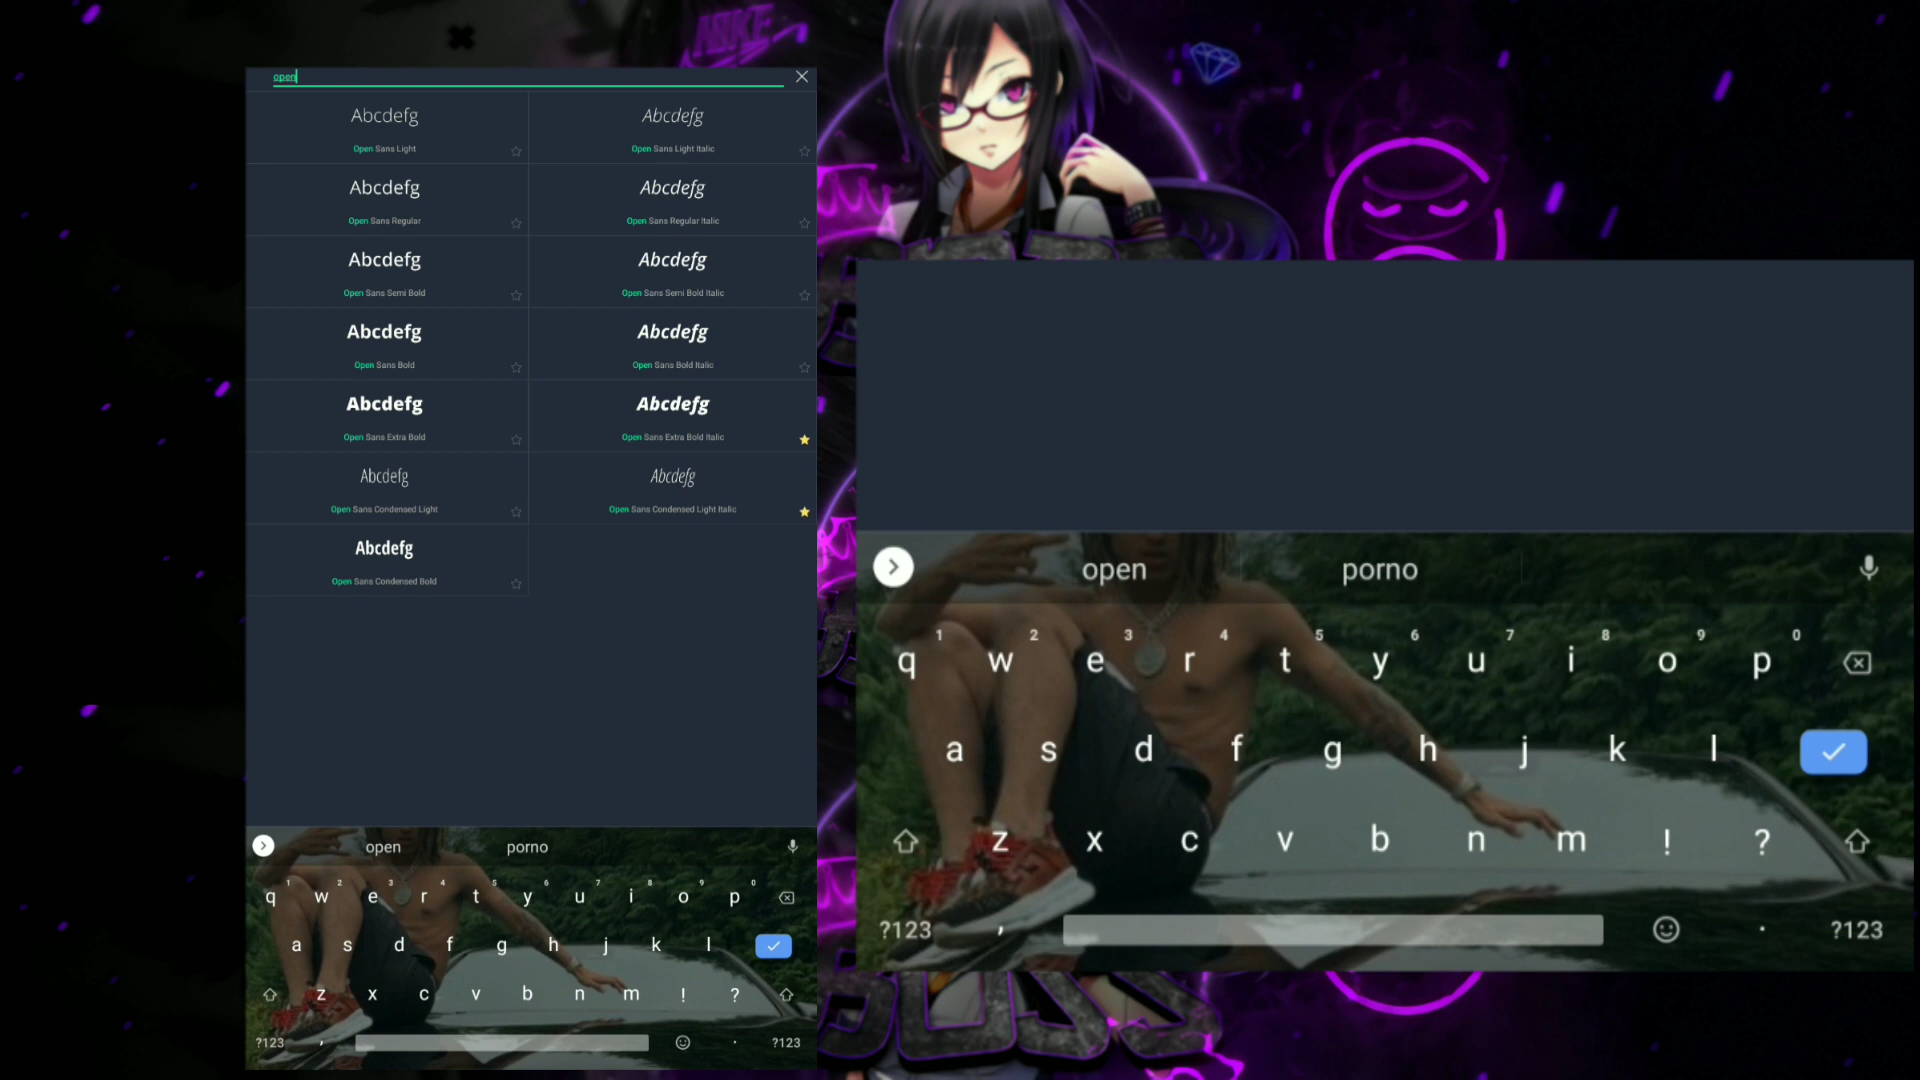 open
Abcdefg Abcdefg
Open Sans Light Open Sans Light Italic
Abcdefg Abcdefg
Open Sans Regular Open Sans Regular Italic
Abcdefg Abcdefg
Open Sans Semi Bold Open Sans Semi Bold Italic
Abcdefg Abcdefg
Open Sans Bold Open Sans Bold Italic
Abcdefg Abcdefg
Open Sans Extra Bold Open Sans Extra Bold Italic
Abcdefg Abcdefg
Open Sans Condensed Light Open Sans Condensed Light Italic
Abcdefg
Open Sans Condensed Bold
open porno
1 2 3 4 5 6 7 8 9 0
q w e r t y u i o p
a s d f g h j k l
z x c v b n m ! ?
?123 , . ?123
open porno
1 2 3 4 5 6 7 8 9 0
q w e r t y u i o p
a s d f g h j k l
z x c v b n m ! ?
?123 , . ?123